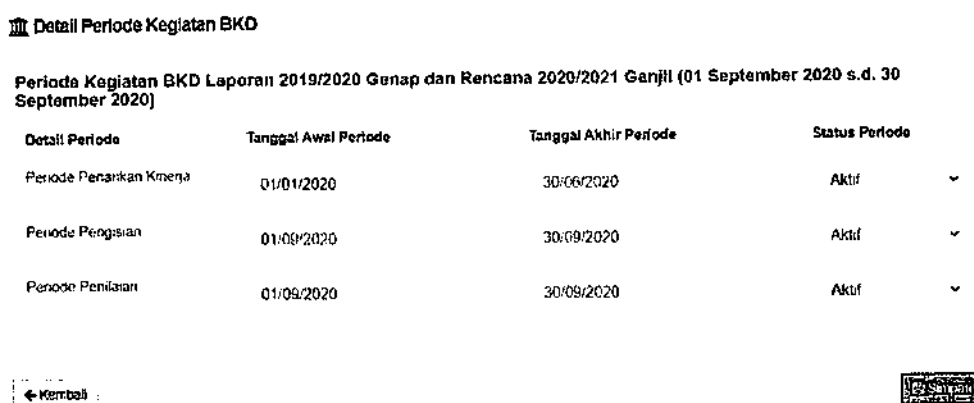 Detail Periode Kegiatan BKD
Periode Kegiatan BKD Laporan 2019/2020 Genap dan Rencana 2020/2021 Ganjil (01 September 2020 s.d. 30
September 2020)
Detail Periode Tanggal Awal Periode Tanggal Akhir Periode Status Periode
Periode Penarikan Kinerja 01/01/2020 30/06/2020 Aktif
Periode Pengisian 01/09/2020 30/09/2020 Aktif
Periode Penilaian 01/09/2020 30/09/2020 Aktif
← Kembali Simpan